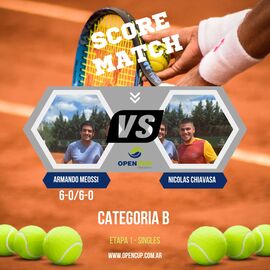 SCORE
MATCH
VS
OPENCUP
ARMANDO MEOSSI
NICOLAS CHIAVASA
6-0/6-0
CATEGORIA B
ETAPA 1 - SINGLES
WWW.OPENCUP.COM.AR